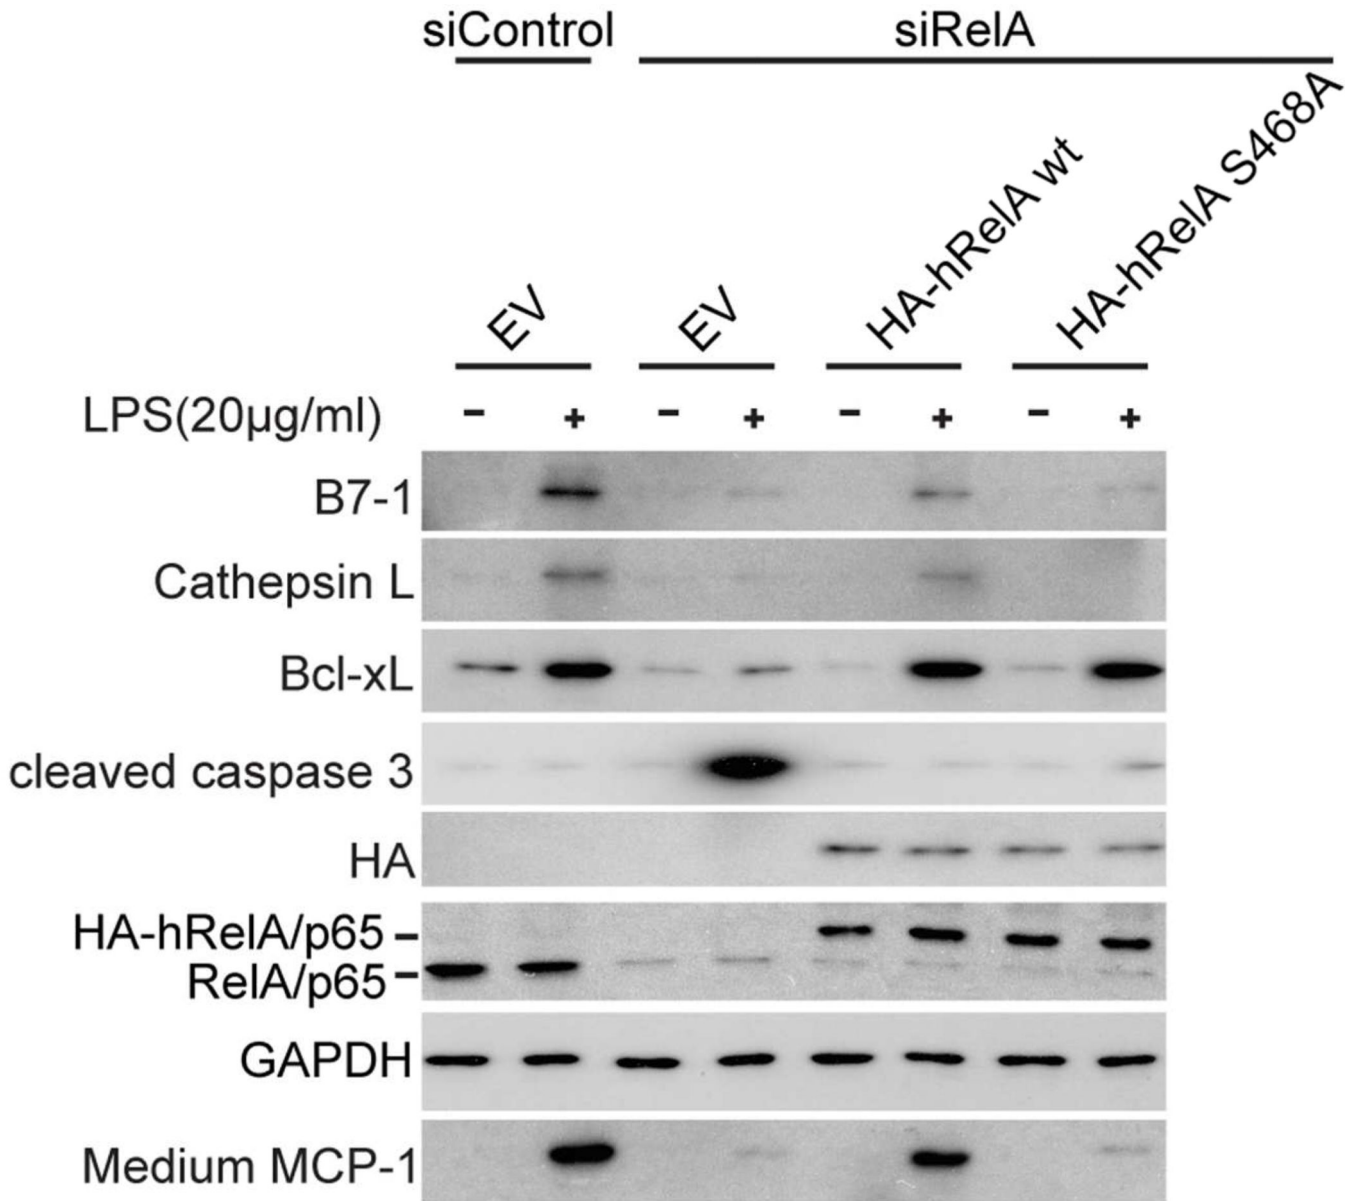 siControl siRelA
EV EV HA-hRelA wt HA-hRelA S468A
LPS(20µg/ml) - + - + - + - +
B7-1
Cathepsin L
Bcl-xL
cleaved caspase 3
HA
HA-hRelA/p65
RelA/p65
GAPDH
Medium MCP-1